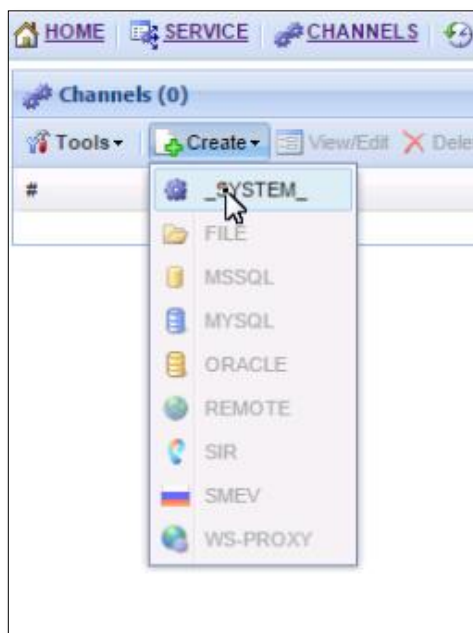 HOME SERVICE CHANNELS
Channels (0)
Tools Create View/Edit Dele
#
_SYSTEM_
FILE
MSSQL
MYSQL
ORACLE
REMOTE
SIR
SMEV
WS-PROXY